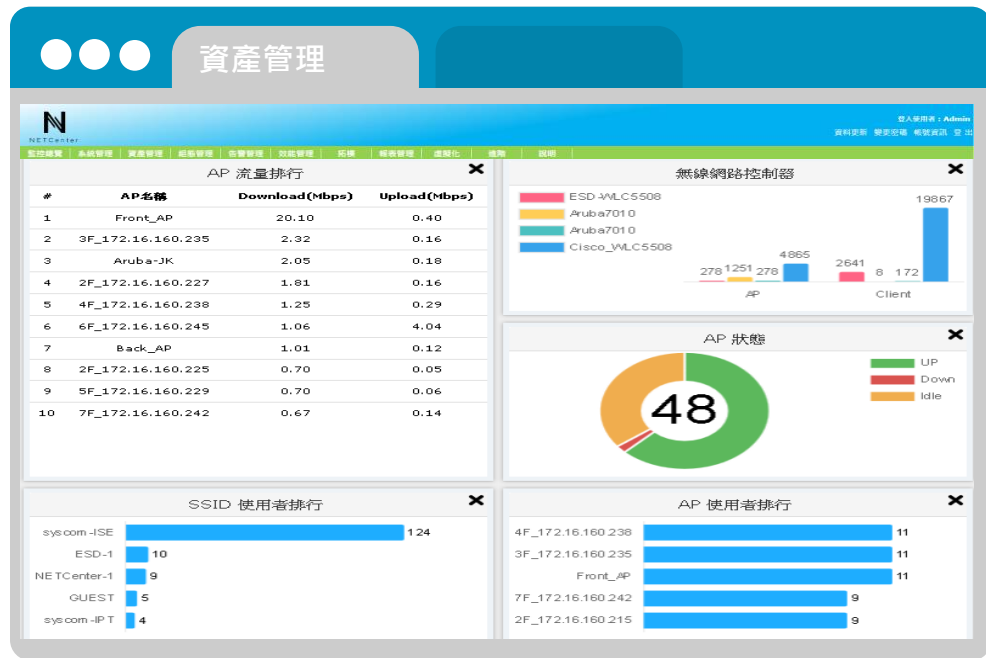 資產管理
N
NETCenter
登入使用者 : Admin
資料更新 變更密碼 帳號資訊 登 出
監控總覽 系統管理 資產管理 組態管理 告警管理 效能管理 拓樸 報表管理 虛擬化 進階 說明
AP 流量排行
# AP名稱 Download(Mbps) Upload(Mbps)
1 Front_AP 20.10 0.40
2 3F_172.16.160.235 2.32 0.16
3 Aruba-JK 2.05 0.18
4 2F_172.16.160.227 1.81 0.16
5 4F_172.16.160.238 1.25 0.29
6 6F_172.16.160.245 1.06 4.04
7 Back_AP 1.01 0.12
8 2F_172.16.160.225 0.70 0.05
9 5F_172.16.160.229 0.70 0.06
10 7F_172.16.160.242 0.67 0.14
無線網路控制器
ESD-WLC5508
Aruba7010
Aruba7010
Cisco_WLC5508
278 1251 278 4865
2641 8 172 19867
AP Client
AP 狀態
48
UP
Down
Idle
SSID 使用者排行
syscom-ISE 124
ESD-1 10
NETCenter-1 9
GUEST 5
syscom-IPT 4
AP 使用者排行
4F_172.16.160.238 11
3F_172.16.160.235 11
Front_AP 11
7F_172.16.160.242 9
2F_172.16.160.215 9